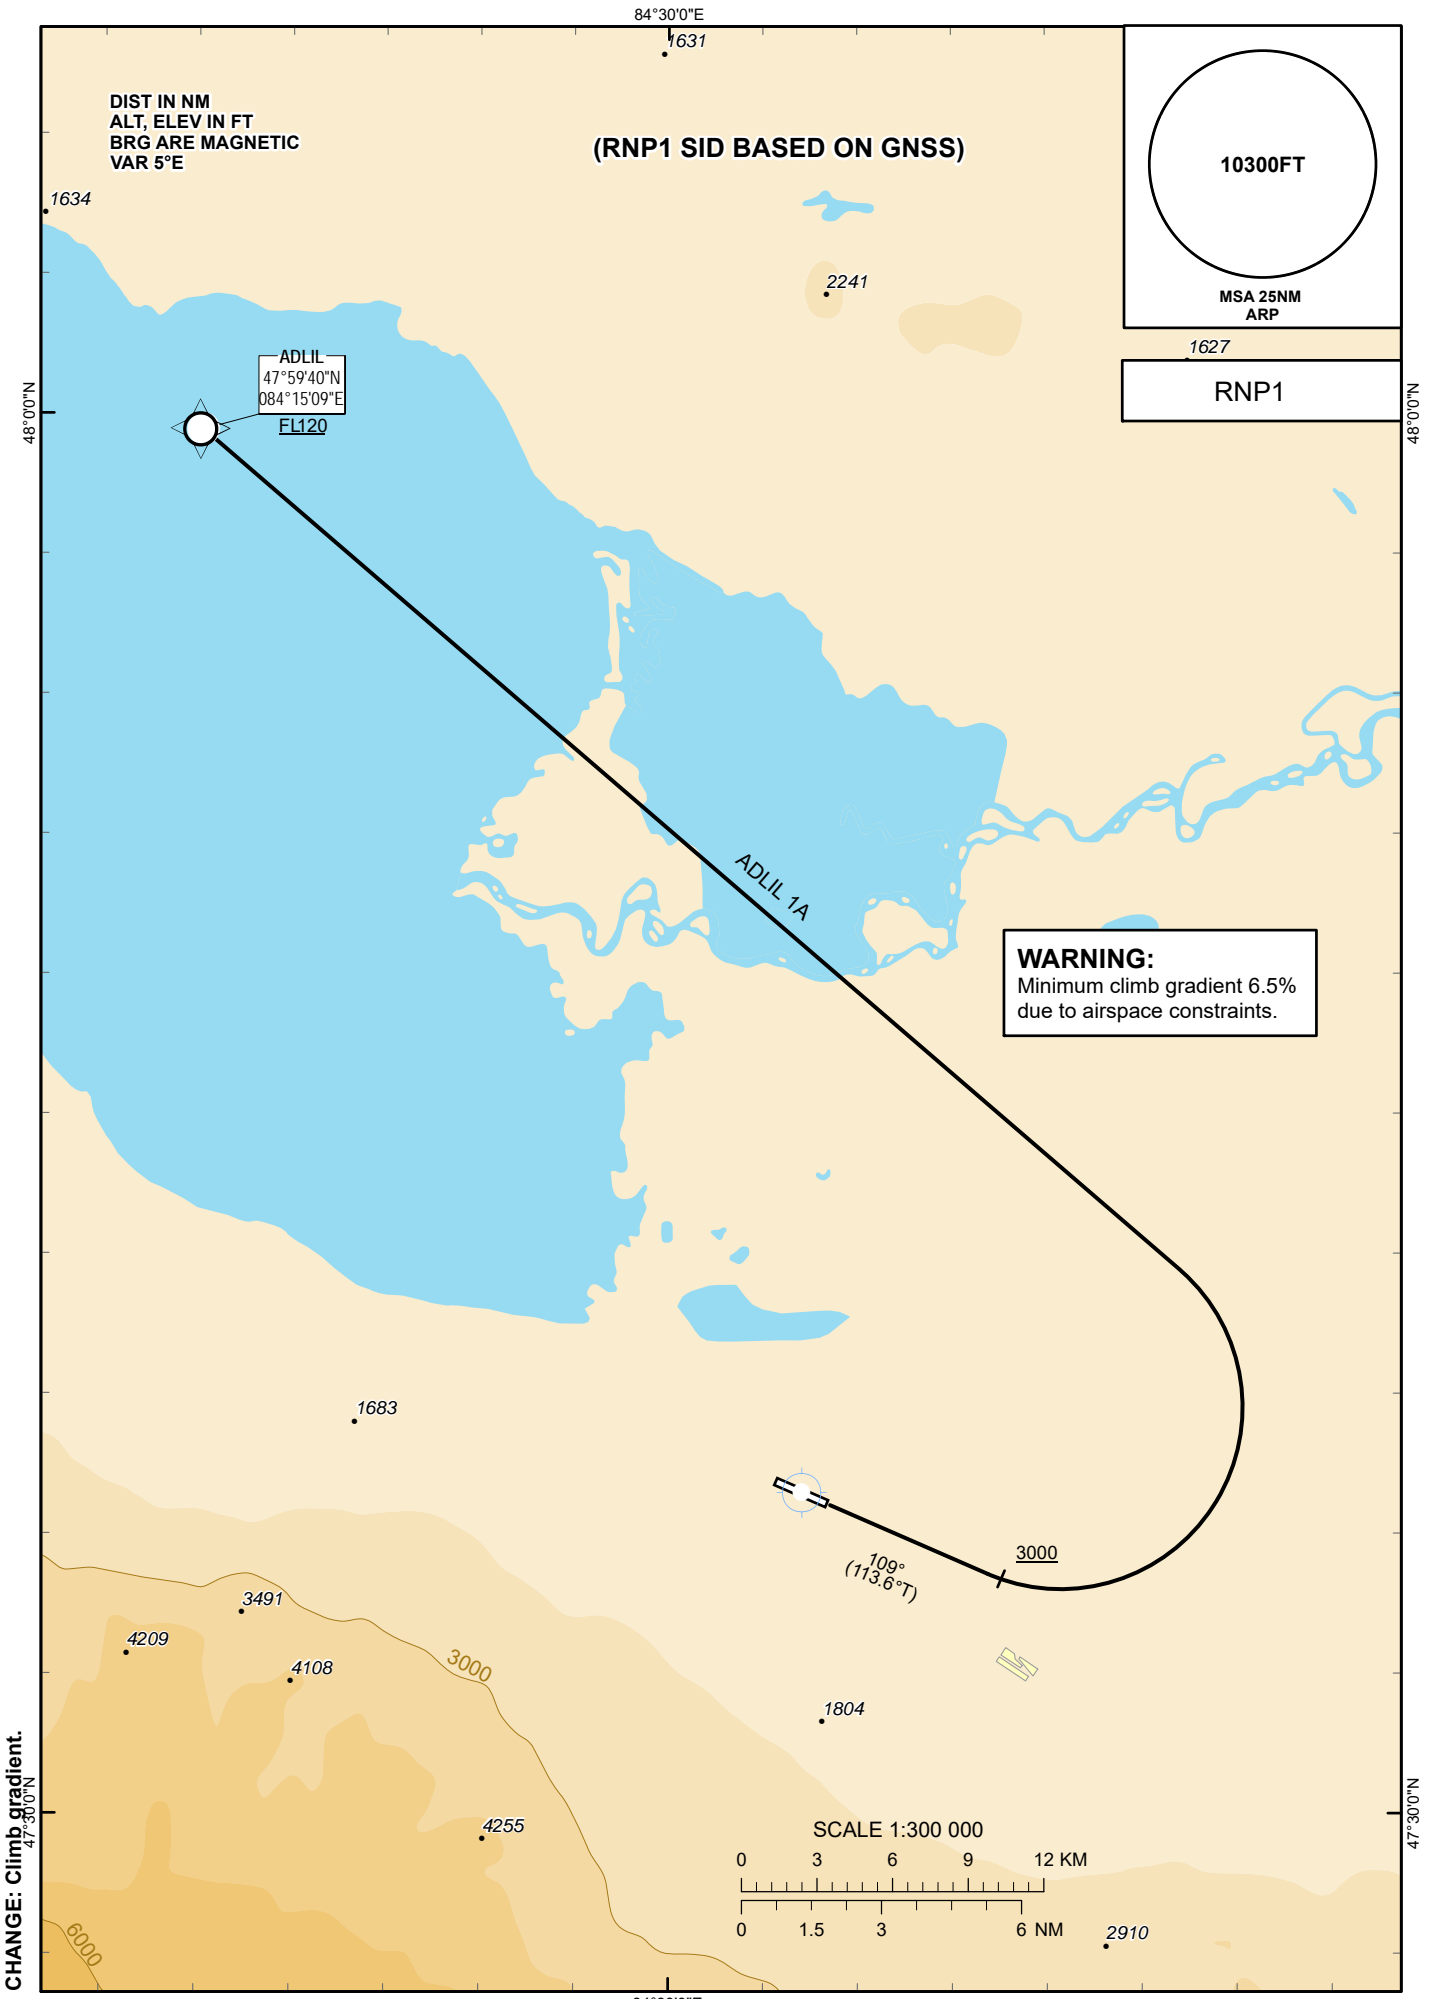 84°30'0"E
1631
DIST IN NM
ALT, ELEV IN FT
BRG ARE MAGNETIC
VAR 5°E
(RNP1 SID BASED ON GNSS)
10300FT
MSA 25NM
ARP
1634
2241
1627
RNP1
ADLIL
47°59'40"N
084°15'09"E
FL120
48°0'0"N
48°0'0"N
ADLIL 1A
WARNING:
Minimum climb gradient 6.5%
due to airspace constraints.
1683
109°
(113.6°T)
3000
3491
4209
4108
3000
1804
4255
SCALE 1:300 000
0 3 6 9 12 KM
0 1.5 3 6 NM
2910
6000
47°30'0"N
47°30'0"N
CHANGE: Climb gradient.